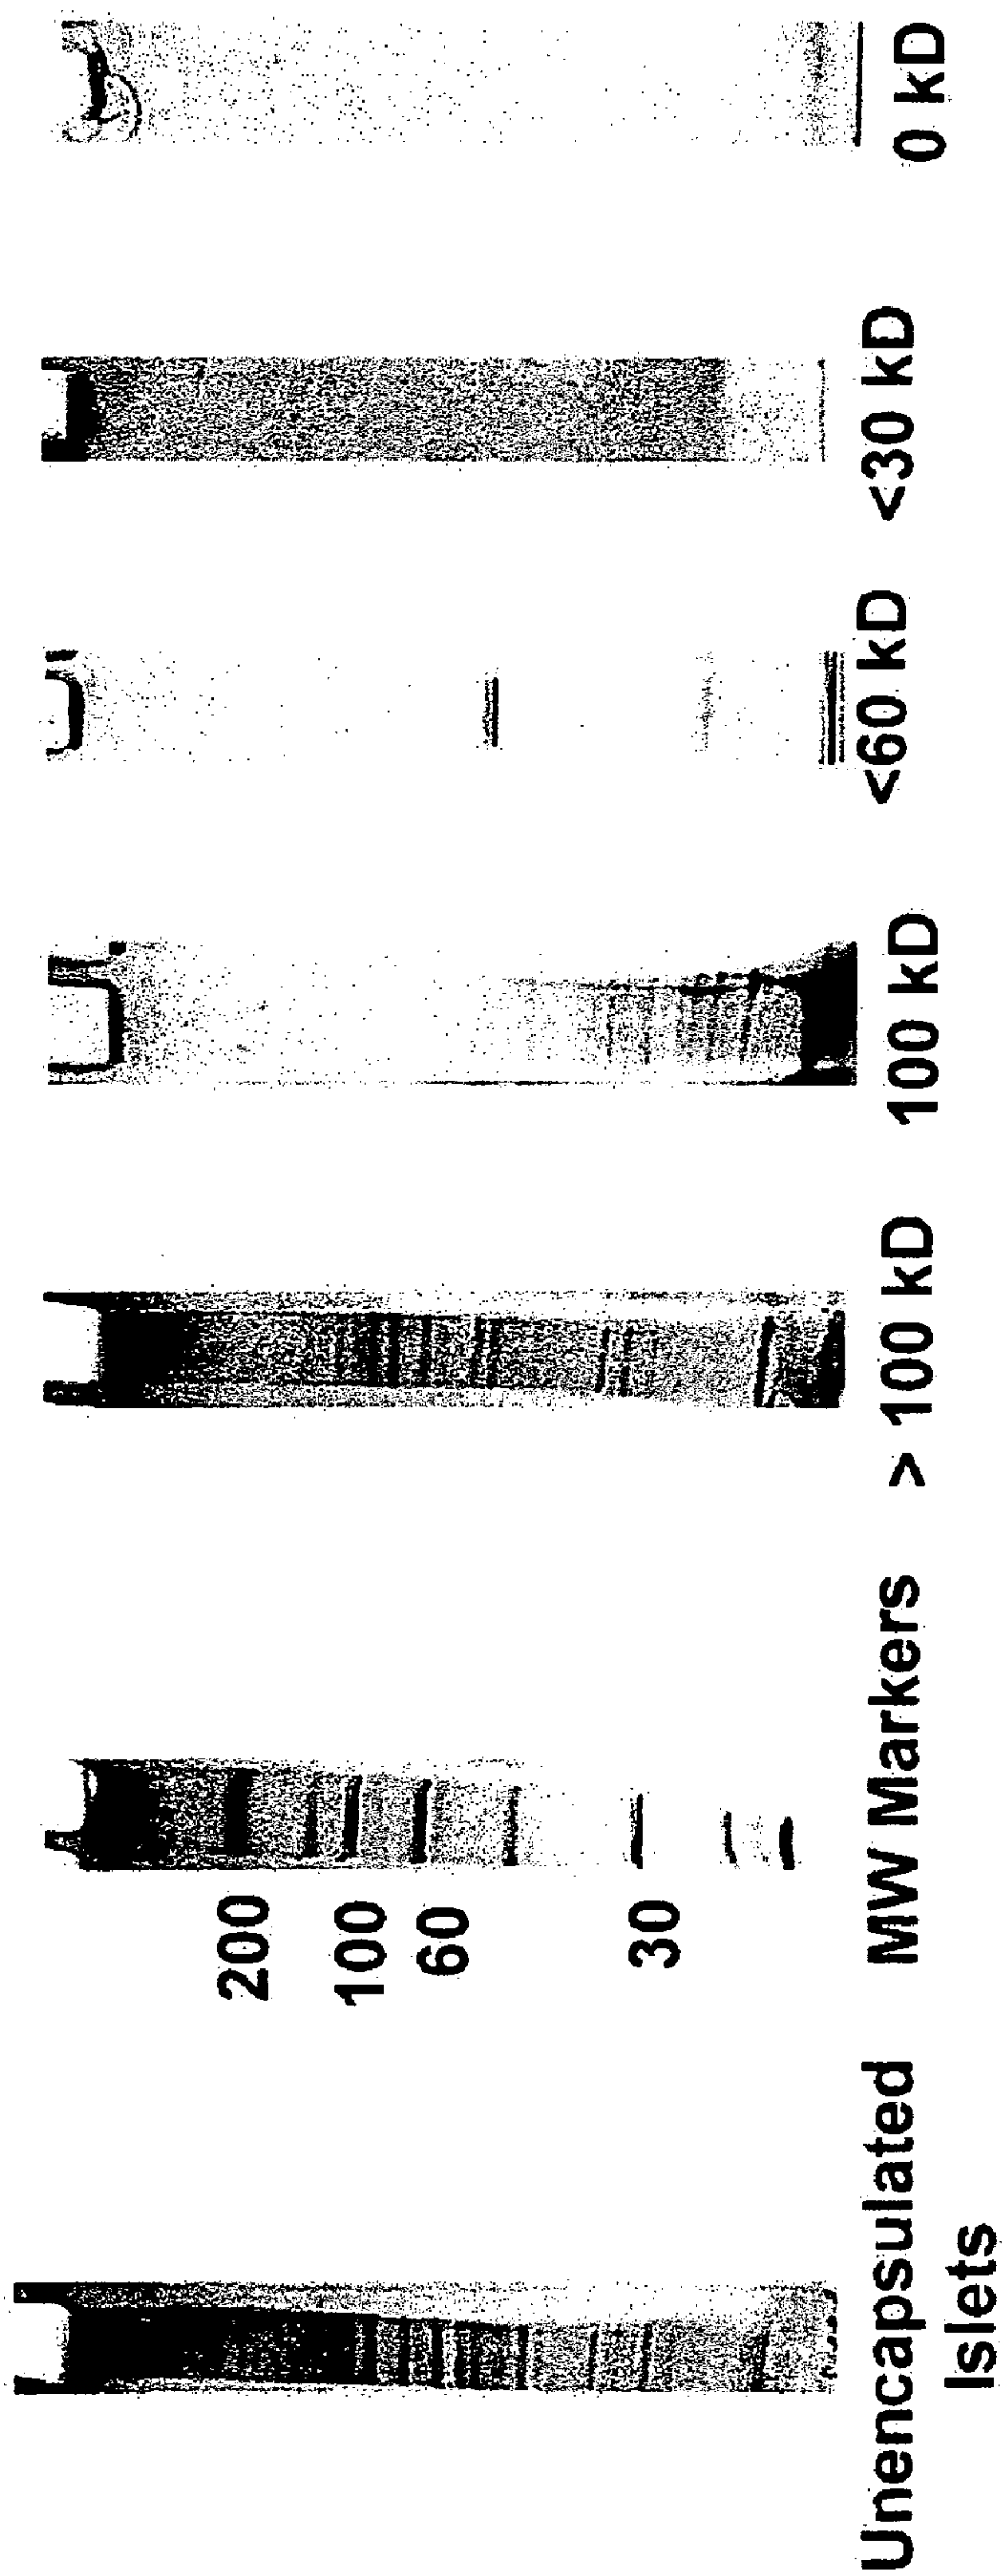 Unencapsulated
Islets
200
100
60
30
MW Markers
> 100 kD
100 kD
<60 kD
<30 kD
0 kD